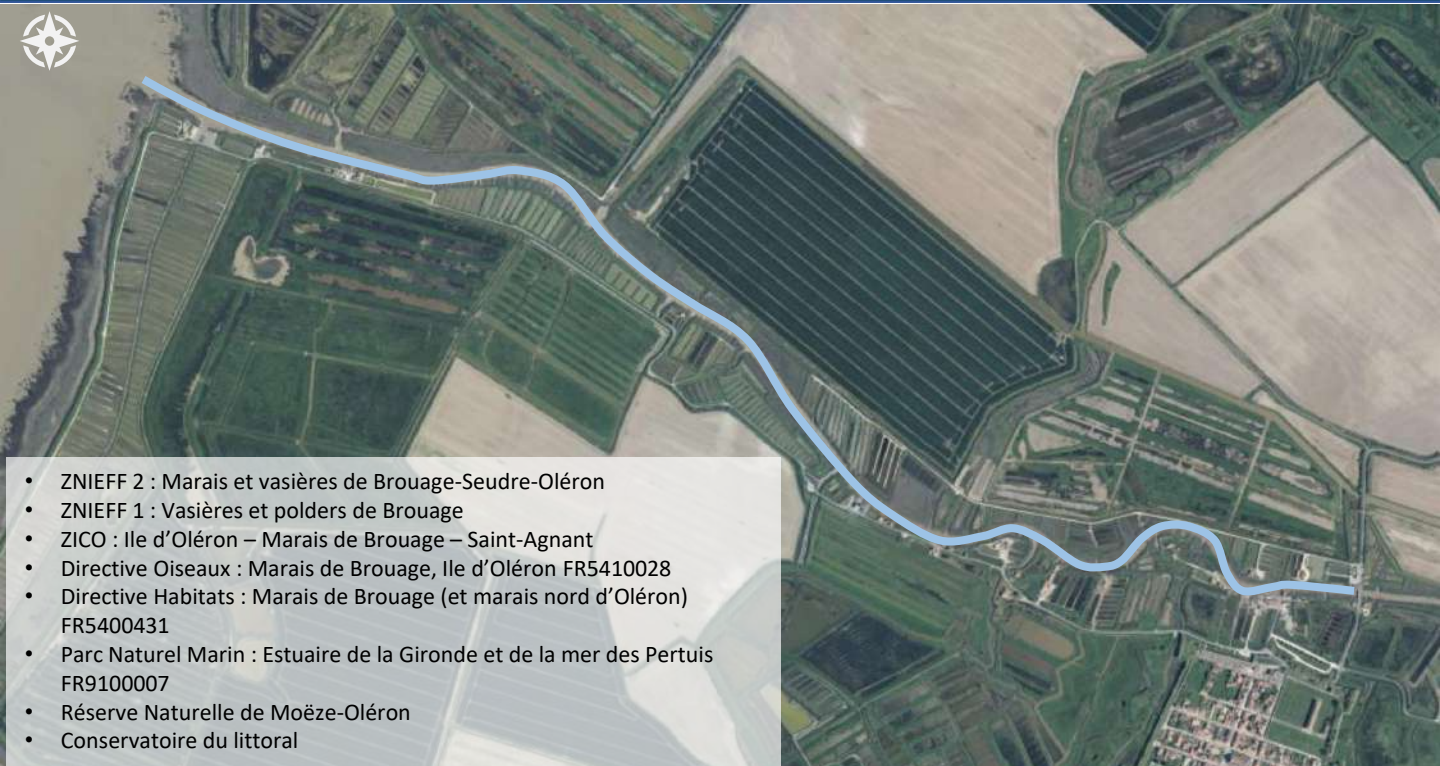 • ZNIEFF 2 : Marais et vasières de Brouage-Seudre-Oléron
• ZNIEFF 1 : Vasières et polders de Brouage
• ZICO : Ile d’Oléron – Marais de Brouage – Saint-Agnant
• Directive Oiseaux : Marais de Brouage, Ile d’Oléron FR5410028
• Directive Habitats : Marais de Brouage (et marais nord d’Oléron)
FR5400431
• Parc Naturel Marin : Estuaire de la Gironde et de la mer des Pertuis
FR9100007
• Réserve Naturelle de Moëze-Oléron
• Conservatoire du littoral